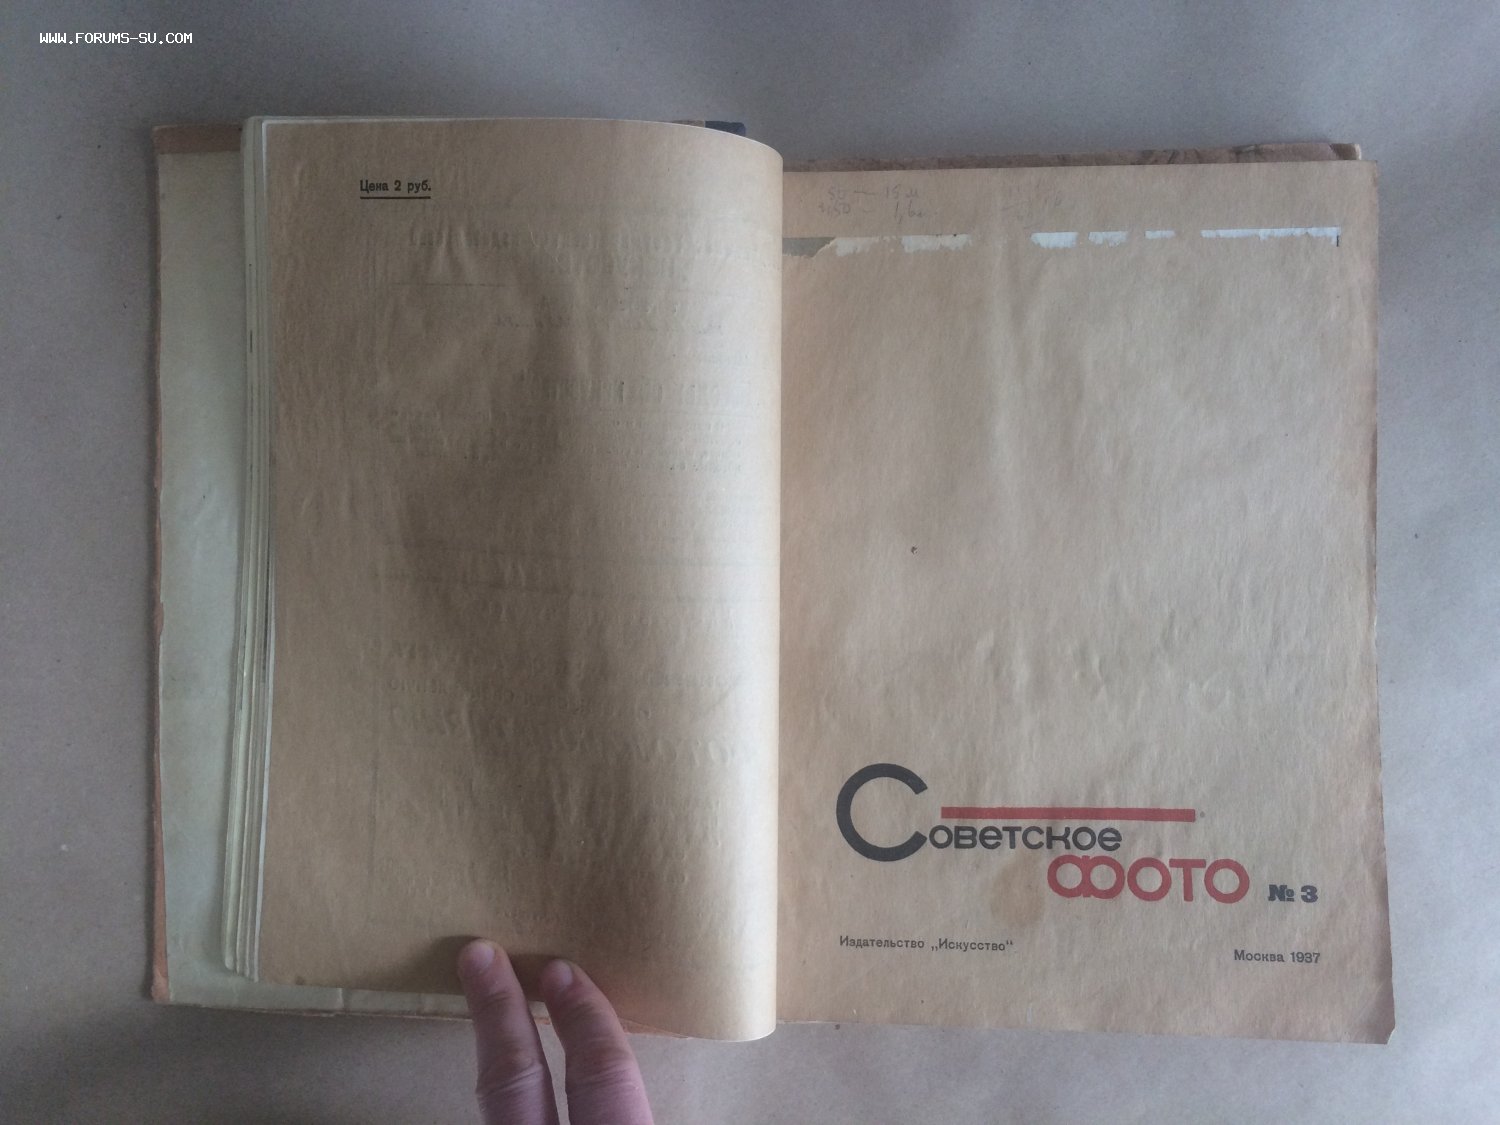 WWW.FORUMS-SU.COM
Цена 2 руб.
Советское
ФОТО № 3
Издательство „Искусство“
Москва 1937